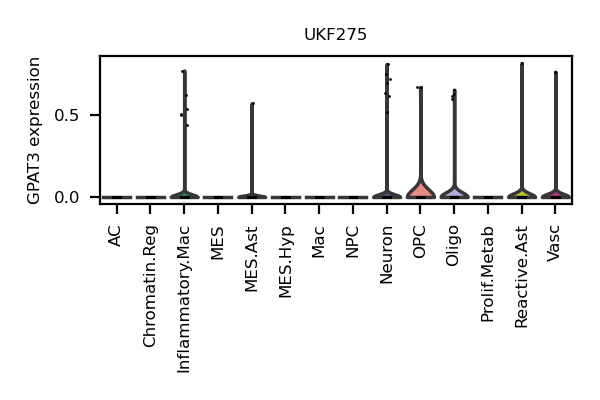 UKF275
GPAT3 expression
0.5
0.0
AC
Chromatin.Reg
Inflammatory.Mac
MES
MES.Ast
MES.Hyp
Mac
NPC
Neuron
OPC
Oligo
Prolif.Metab
Reactive.Ast
Vasc